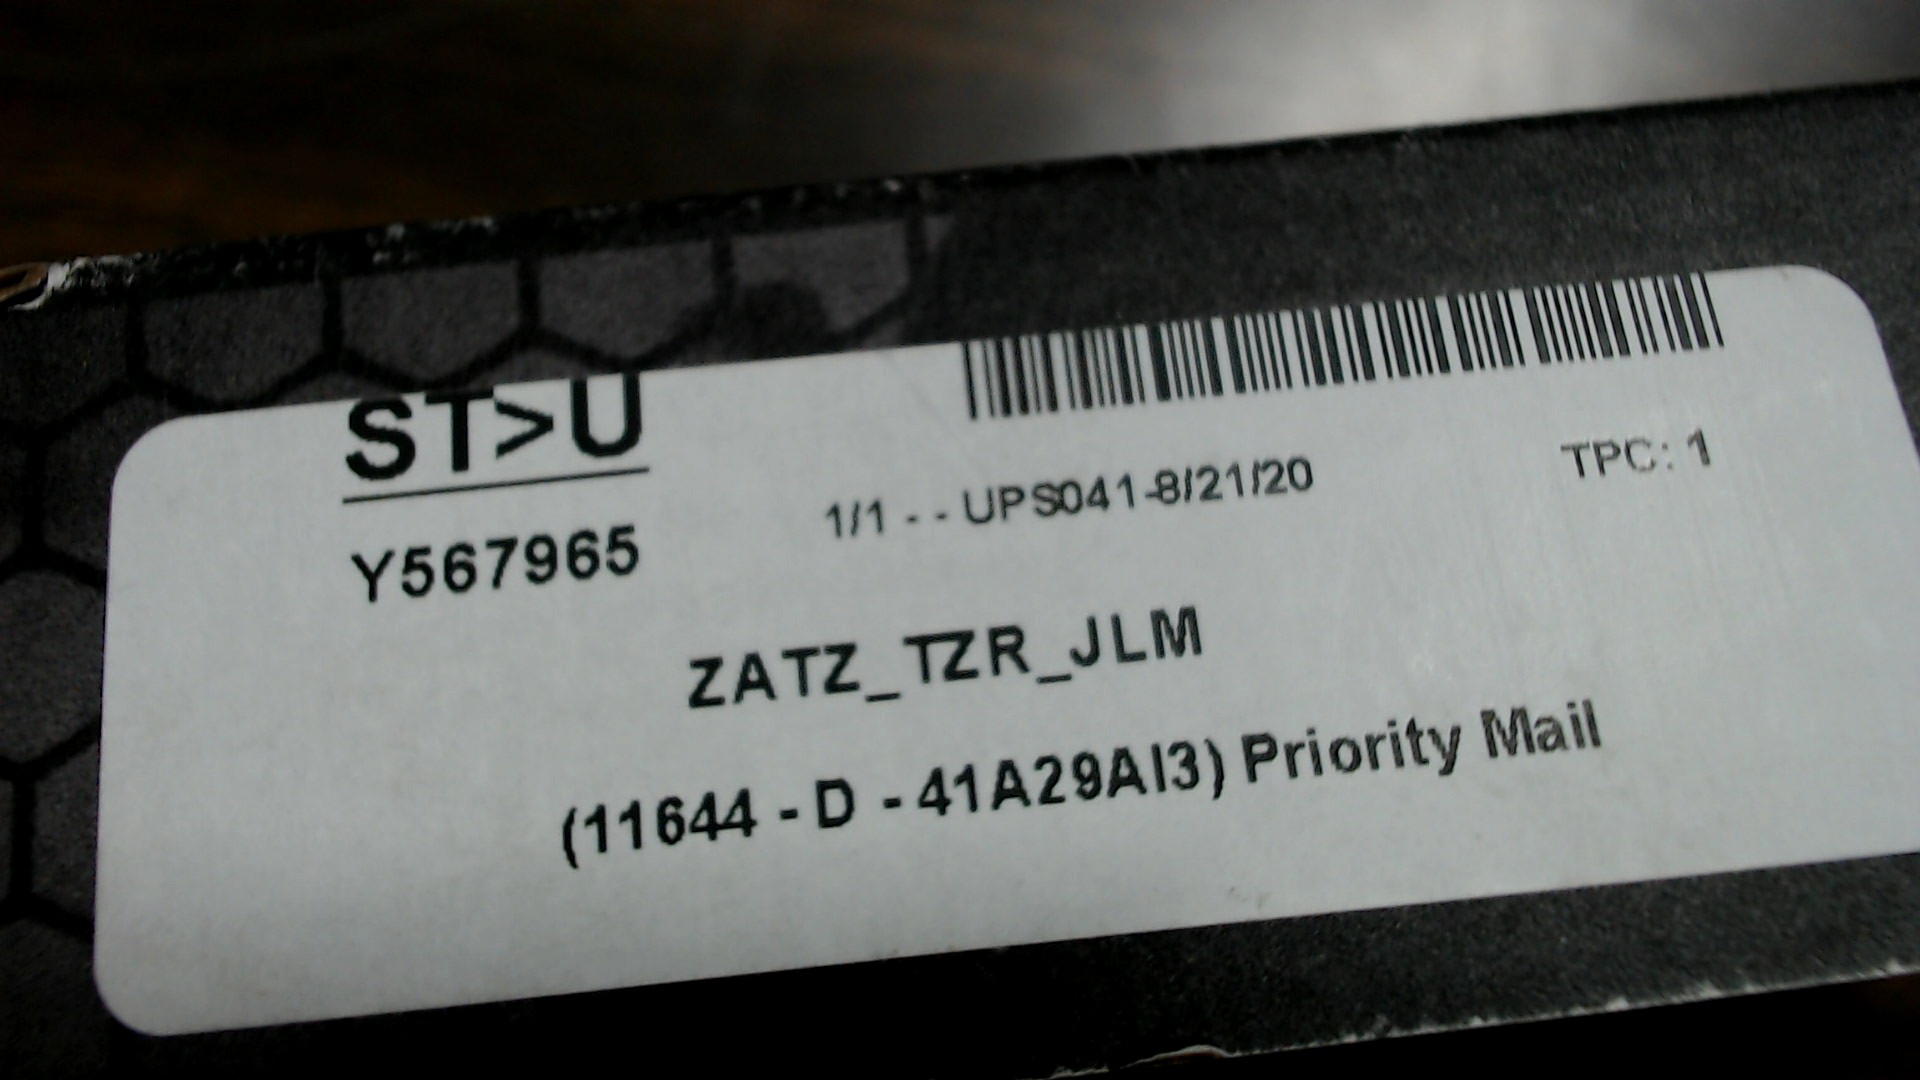 ST>U
1/1 - - UPS041-8/21/20
TPC: 1
Y567965
ZATZ_TZR_JLM
(11644 - D - 41A29AI3) Priority Mail